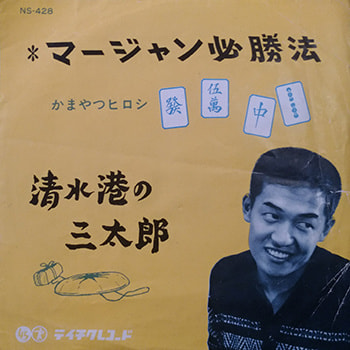 NS-428
*マージャン必勝法
かまやつヒロシ
發
伍萬
中
清水港の
三太郎
テイチクレコード